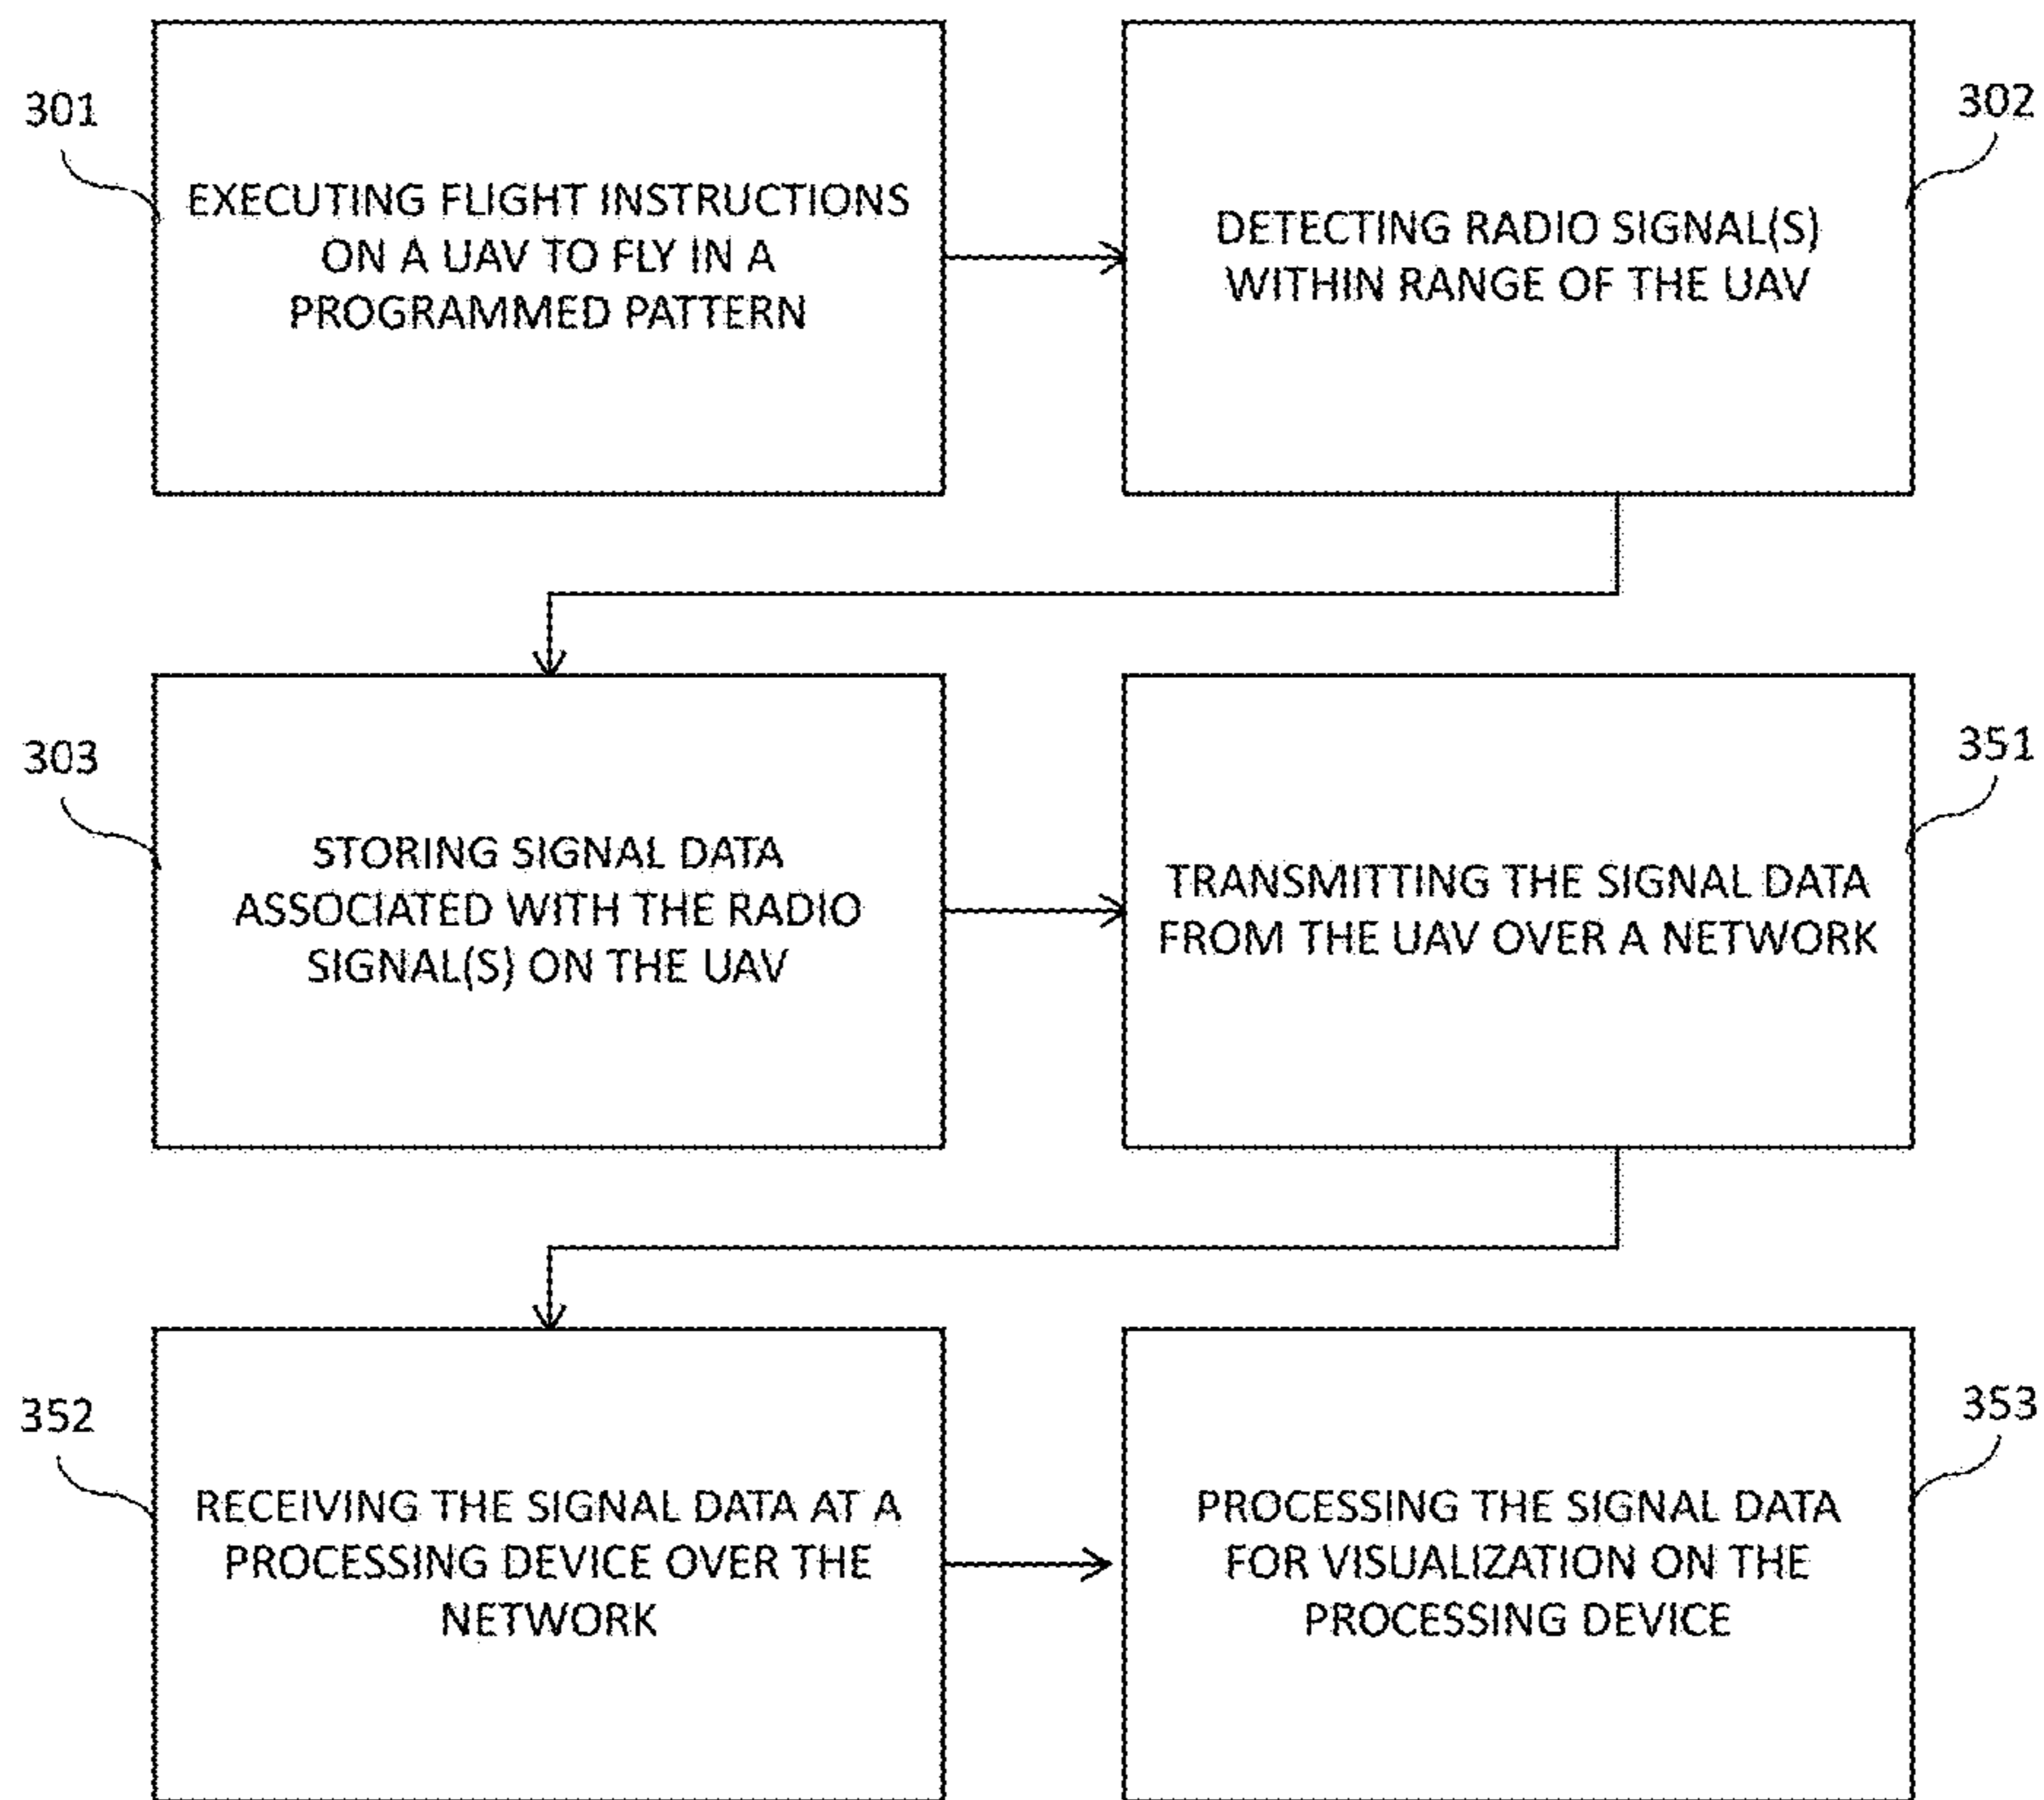 301
EXECUTING FLIGHT INSTRUCTIONS
ON A UAV TO FLY IN A
PROGRAMMED PATTERN
302
DETECTING RADIO SIGNAL(S)
WITHIN RANGE OF THE UAV
303
STORING SIGNAL DATA
ASSOCIATED WITH THE RADIO
SIGNAL(S) ON THE UAV
351
TRANSMITTING THE SIGNAL DATA
FROM THE UAV OVER A NETWORK
352
RECEIVING THE SIGNAL DATA AT A
PROCESSING DEVICE OVER THE
NETWORK
353
PROCESSING THE SIGNAL DATA
FOR VISUALIZATION ON THE
PROCESSING DEVICE